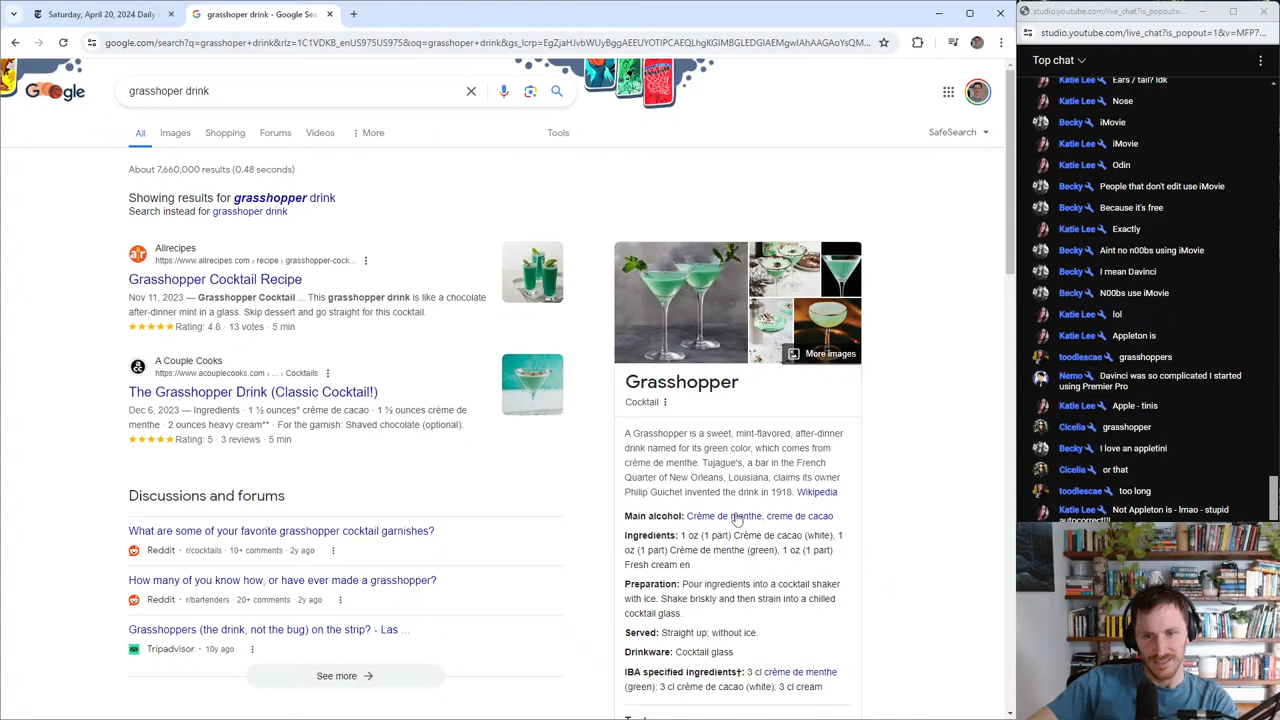 Saturday, April 20, 2024 Daily
grasshoper drink - Google Sea
studio.youtube.com/live_chat?is_popout=...
google.com/search?q=grasshoper+drink&rlz=1
studio.youtube.com/live_chat?is_popout=1&v=MFP7...
Google
grasshoper drink
All
Images
Shopping
Forums
Videos
More
Tools
SafeSearch
About 7,660,000 results (0.48 seconds)
Showing results for grasshopper drink
Search instead for grasshoper drink
Allrecipes
https://www.allrecipes.com › recipe › grasshopper-cock...
Grasshopper Cocktail Recipe
Nov 11, 2023 — Grasshopper Cocktail ... This grasshopper drink is like a chocolate
after-dinner mint in a glass. Skip dessert and go straight for this cocktail.
Rating: 4.8 · 13 votes · 5 min
A Couple Cooks
https://www.acouplecooks.com › ... › Cocktails
The Grasshopper Drink (Classic Cocktail!)
Dec 6, 2023 — Ingredients · 1 ½ ounces* crème de cacao
menthe · 2 ounces heavy cream** · For the garnish: Shaved chocolate (optional).
Rating: 5 · 3 reviews · 5 min
Discussions and forums
What are some of your favorite grasshopper cocktail garnishes?
Reddit · r/cocktails · 10+ comments · 2y ago
How many of you know how, or have ever made a grasshopper?
Reddit · r/bartenders · 20+ comments · 2y ago
Grasshoppers (the drink, not the bug) on the strip? - Las ...
Tripadvisor · 10y ago
See more
More images
Grasshopper
Cocktail
A Grasshopper is a sweet, mint-flavored, after-dinner
drink named for its green color, which comes from
crème de menthe. Tujague's, a bar in the French
Quarter of New Orleans, Louisiana, claims its owner
Philip Guichet invented the drink in 1918. Wikipedia
Main alcohol: Crème de menthe, creme de cacao
Ingredients: 1 oz (1 part) Crème de cacao (white), 1
oz (1 part) Crème de menthe (green), 1 oz (1 part)
Fresh cream en
Preparation: Pour ingredients into a cocktail shaker
with ice. Shake briskly and then strain into a chilled
cocktail glass.
Served: Straight up; without ice.
Drinkware: Cocktail glass
IBA specified ingredients†: 3 cl crème de menthe
(green); 3 cl crème de cacao (white); 3 cl cream
Top chat
Katie Lee Ears / tail? Idk
Katie Lee Nose
Becky iMovie
Katie Lee iMovie
Katie Lee Odin
Becky People that don't edit use iMovie
Becky Because it's free
Katie Lee Exactly
Becky Aint no n00bs using iMovie
Becky I mean Davinci
Becky N00bs use iMovie
Katie Lee lol
Katie Lee Appleton is
toodlescae grasshoppers
Nemo Davinci was so complicated I started
using Premier Pro
Katie Lee Apple - tinis
Cicelia grasshopper
Becky I love an appletini
Cicelia or that
toodlescae too long
Katie Lee Not Appleton is - lmao - stupid
autocorrect!!!